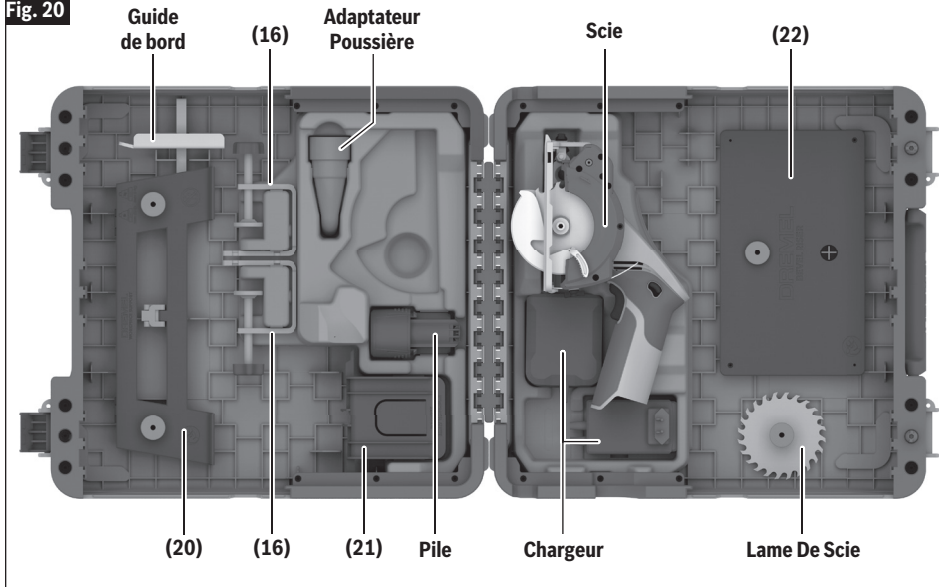 Fig. 20
Guide
de bord
(16)
Adaptateur
Poussière
Scie
(22)
(20)
(16)
(21)
Pile
Chargeur
Lame De Scie